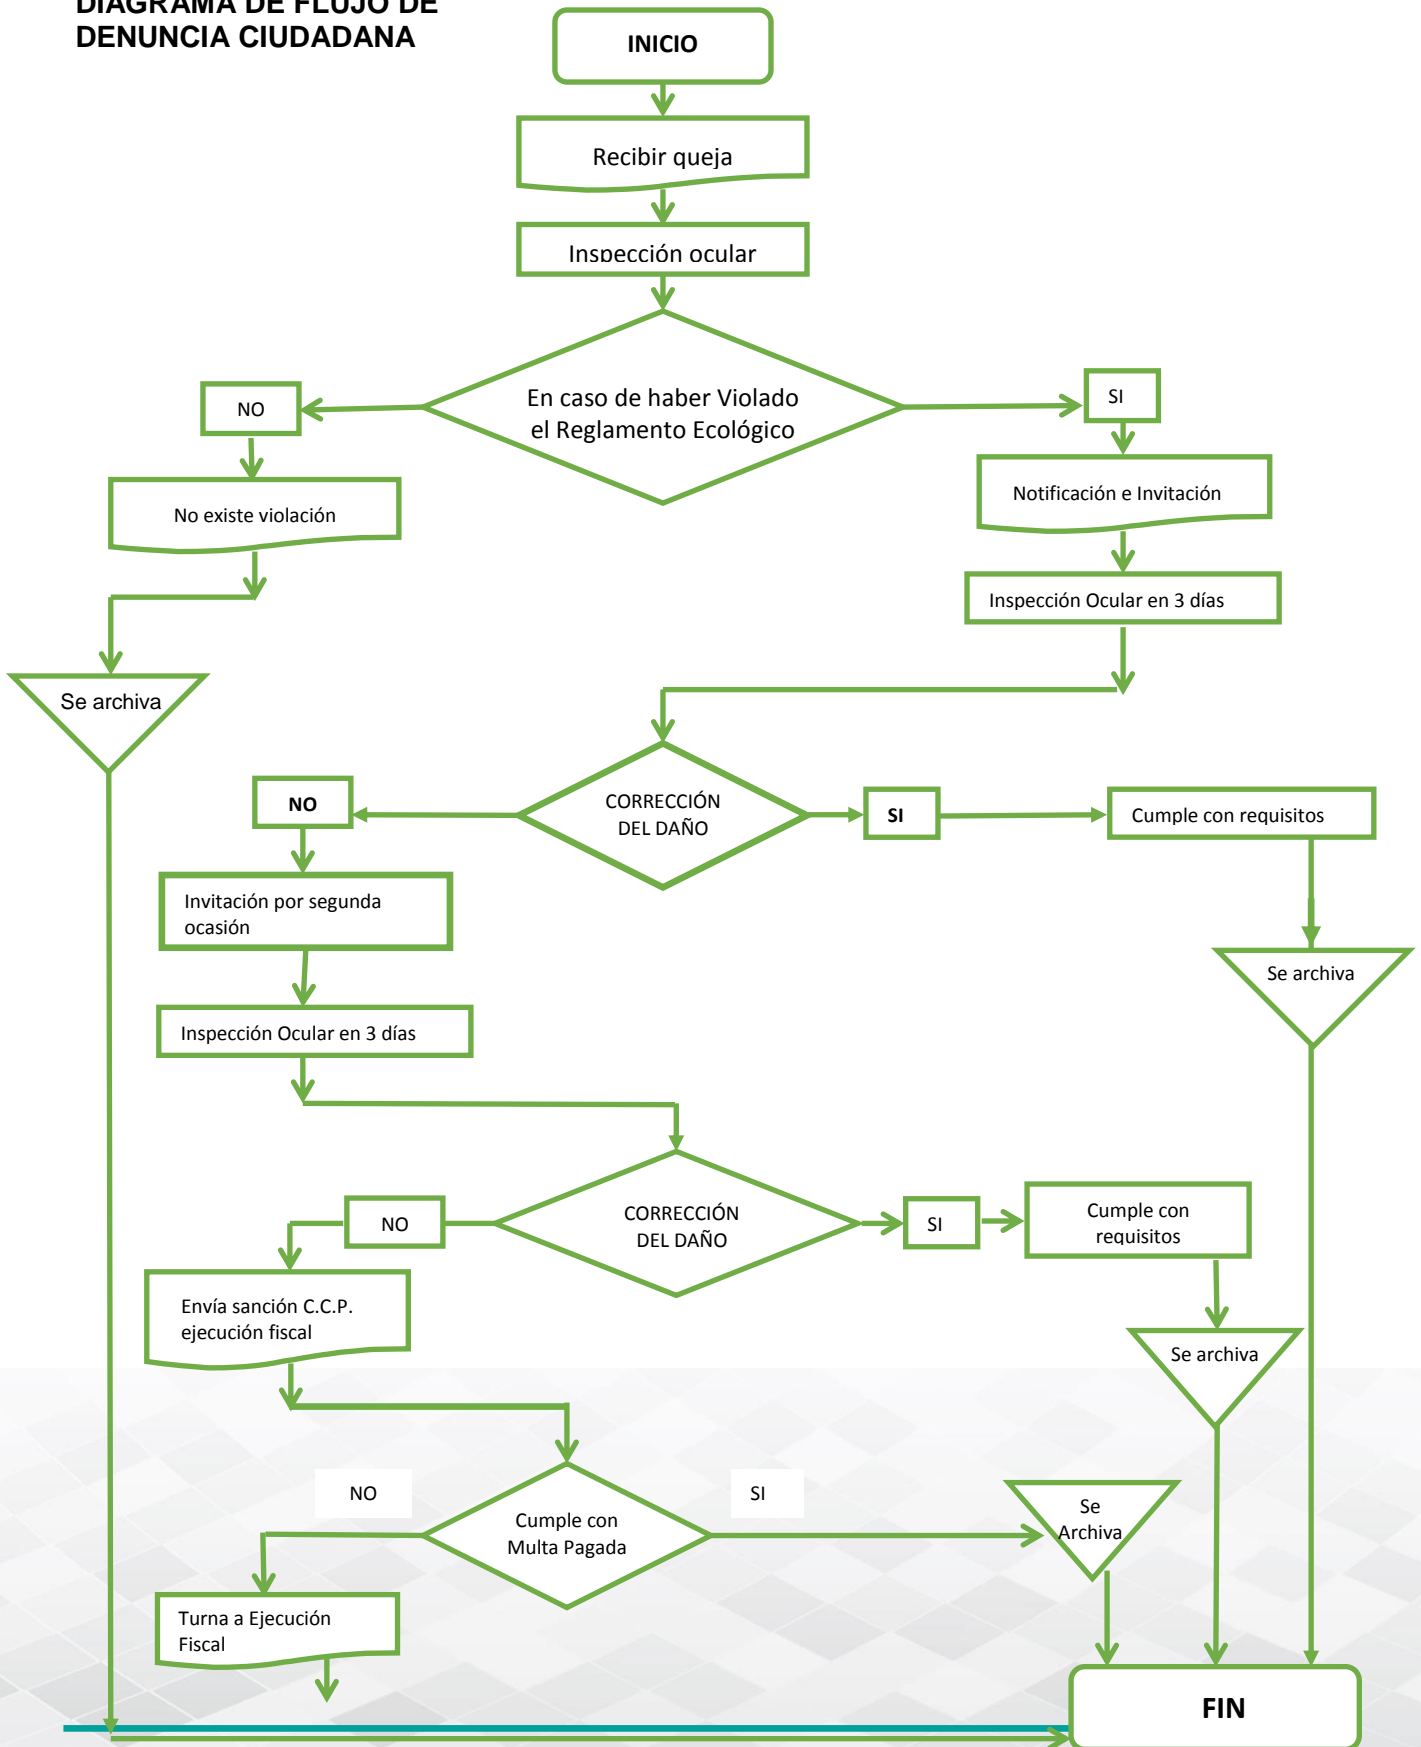 DIAGRAMA DE FLUJO DE
DENUNCIA CIUDADANA
INICIO
Recibir queja
Inspección ocular
En caso de haber Violado
el Reglamento Ecológico
NO
SI
No existe violación
Notificación e Invitación
Inspección Ocular en 3 días
Se archiva
CORRECCIÓN
DEL DAÑO
NO
SI
Cumple con requisitos
Invitación por segunda
ocasión
Se archiva
Inspección Ocular en 3 días
CORRECCIÓN
DEL DAÑO
NO
SI
Cumple con
requisitos
Envía sanción C.C.P.
ejecución fiscal
Se archiva
NO
SI
Cumple con
Multa Pagada
Se
Archiva
Turna a Ejecución
Fiscal
FIN